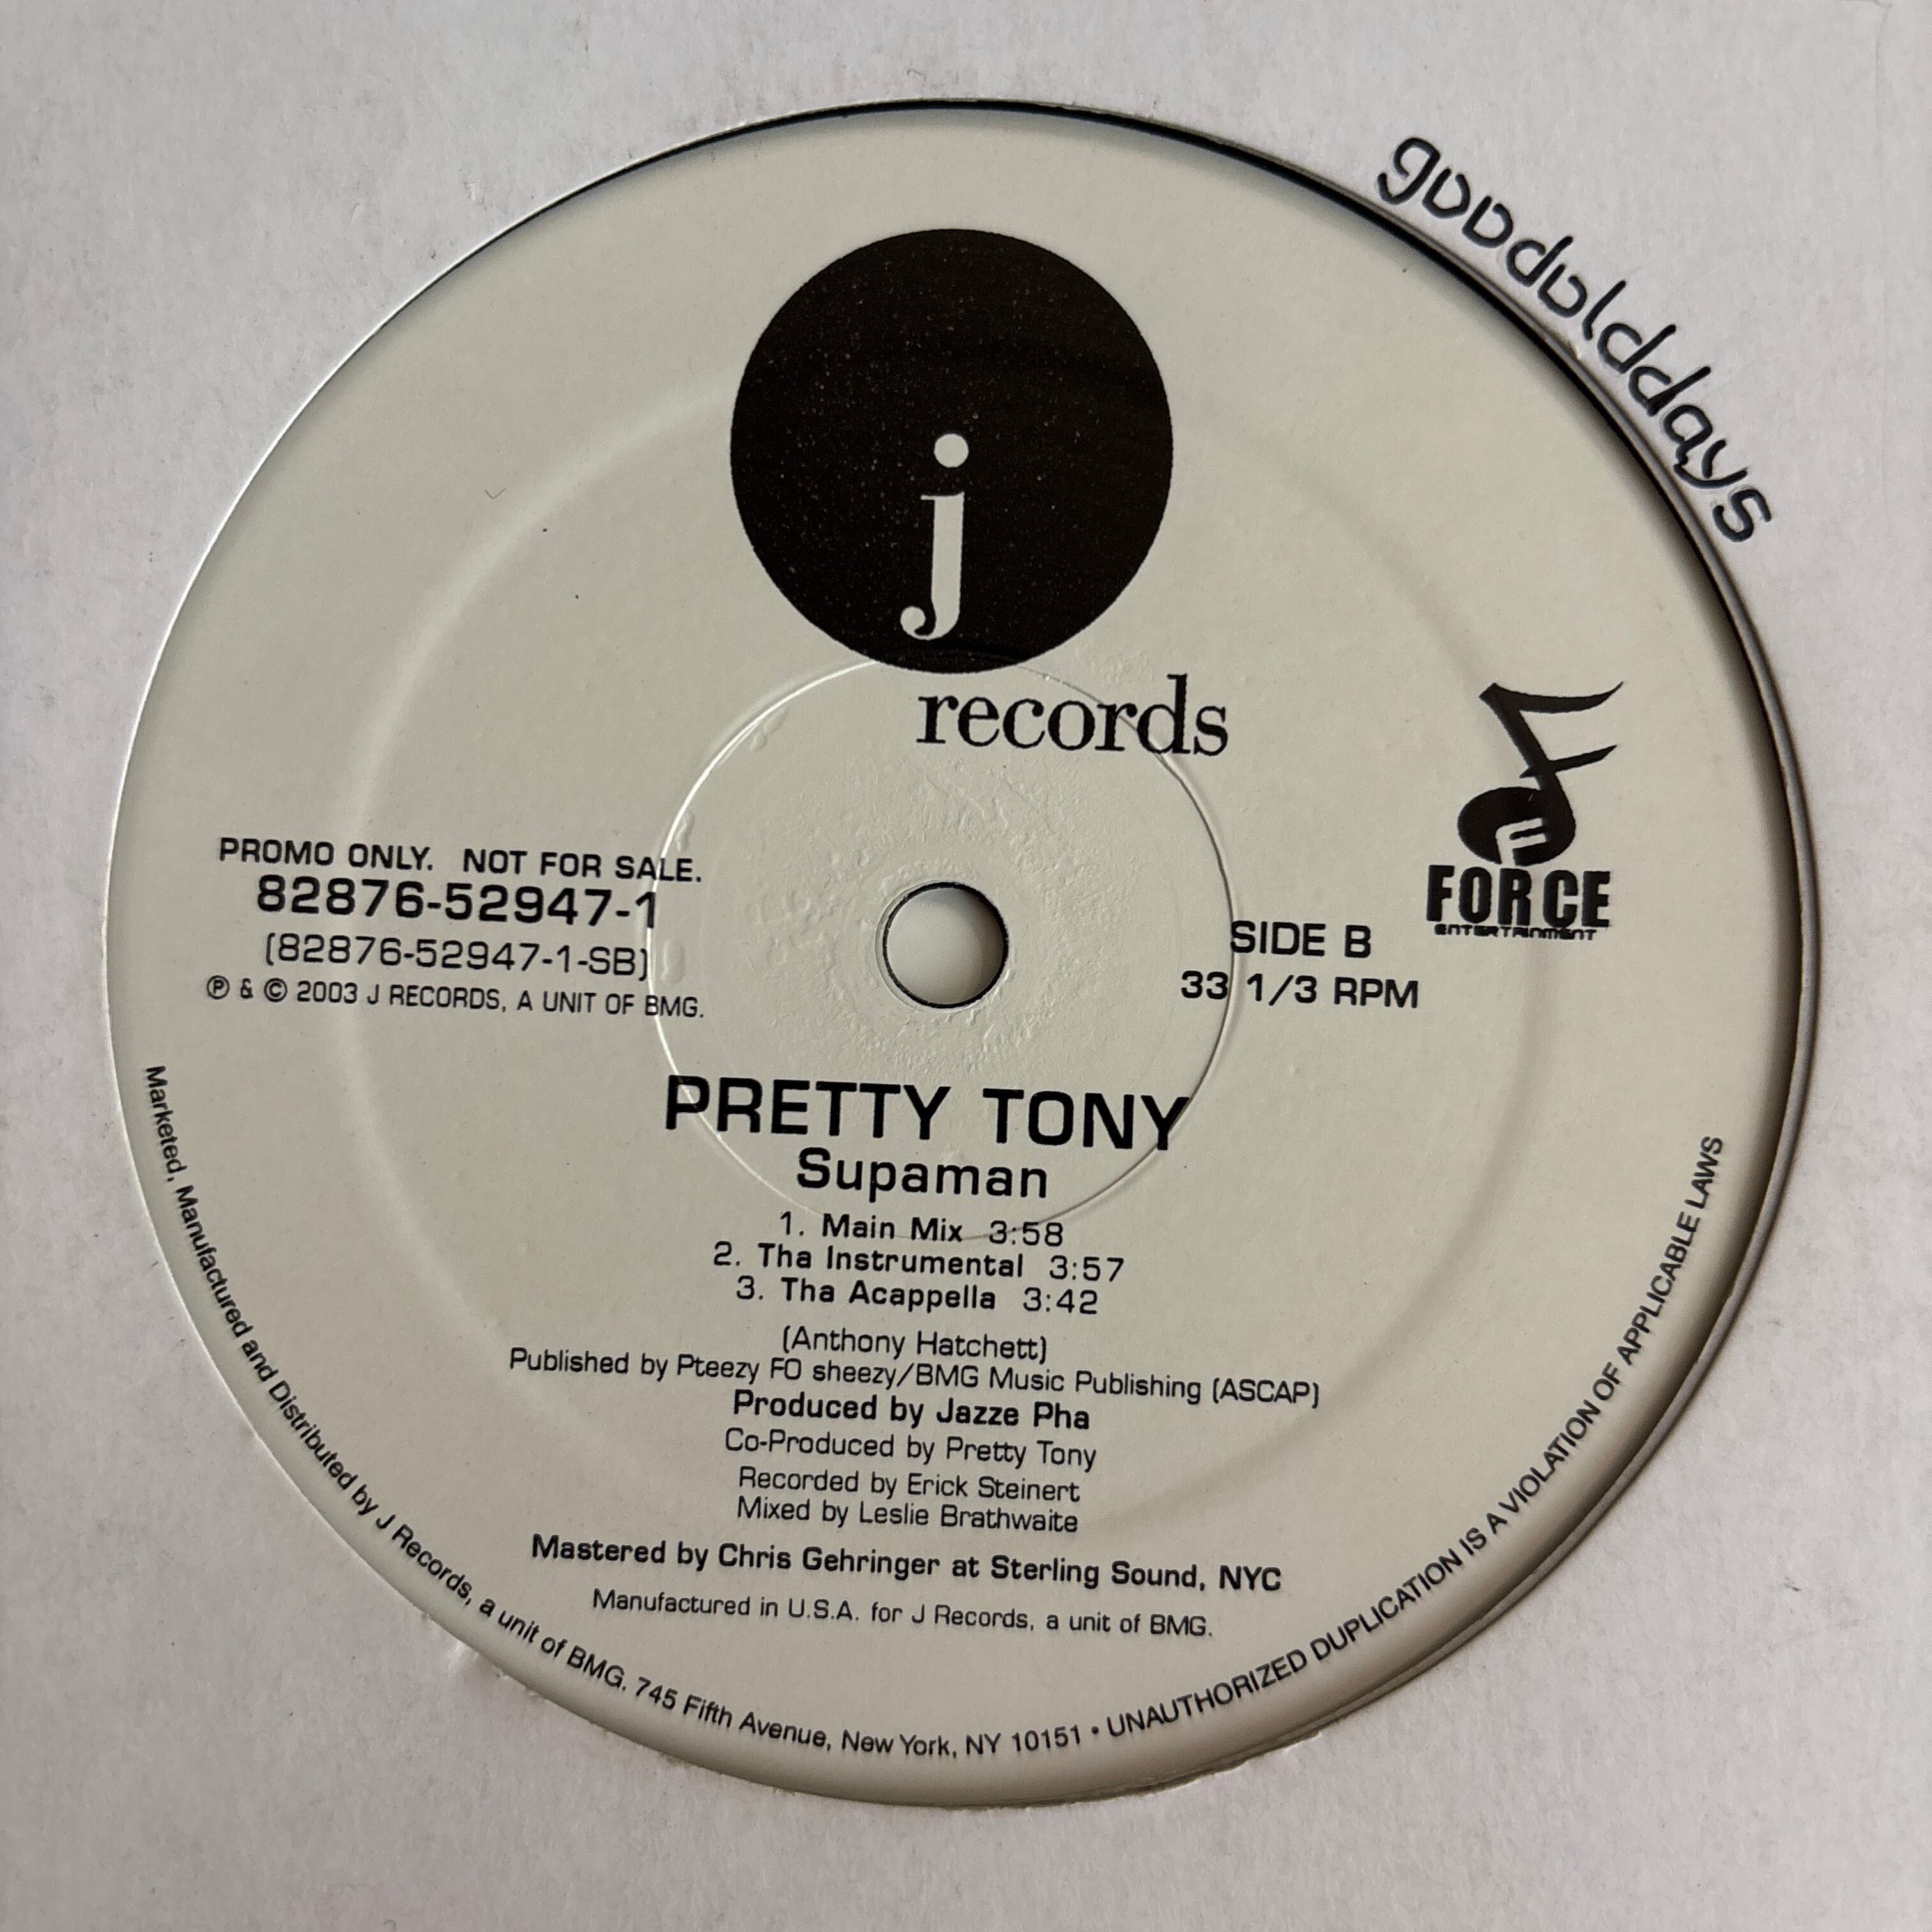 goodolddays
j
records
FORCE
ENTERTAINMENT
PROMO ONLY. NOT FOR SALE.
82876-52947-1
(82876-52947-1-SB)
℗ & © 2003 J RECORDS, A UNIT OF BMG.
SIDE B
33 1/3 RPM
PRETTY TONY
Supaman
1. Main Mix 3:58
2. Tha Instrumental 3:57
3. Tha Acappella 3:42
(Anthony Hatchett)
Published by Pteezy FO sheezy/BMG Music Publishing (ASCAP)
Produced by Jazze Pha
Co-Produced by Pretty Tony
Recorded by Erick Steinert
Mixed by Leslie Brathwaite
Mastered by Chris Gehringer at Sterling Sound, NYC
Manufactured in U.S.A. for J Records, a unit of BMG.
Marketed, Manufactured and Distributed by J Records, a unit of BMG. 745 Fifth Avenue, New York, NY 10151 • UNAUTHORIZED DUPLICATION IS A VIOLATION OF APPLICABLE LAWS